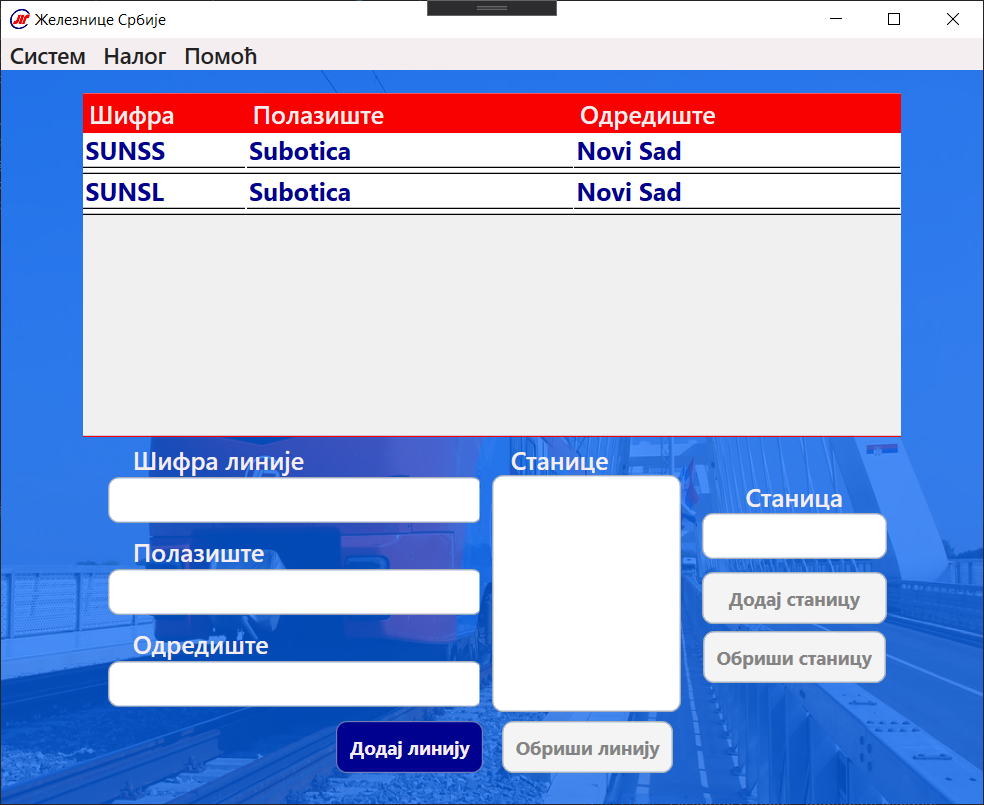 Железнице Србије
Систем Налог Помоћ
Шифра Полазиште Одредиште
SUNSS Subotica Novi Sad
SUNSL Subotica Novi Sad
Шифра линије
Станице
Станица
Полазиште
Додај станицу
Одредиште
Обриши станицу
Додај линију
Обриши линију